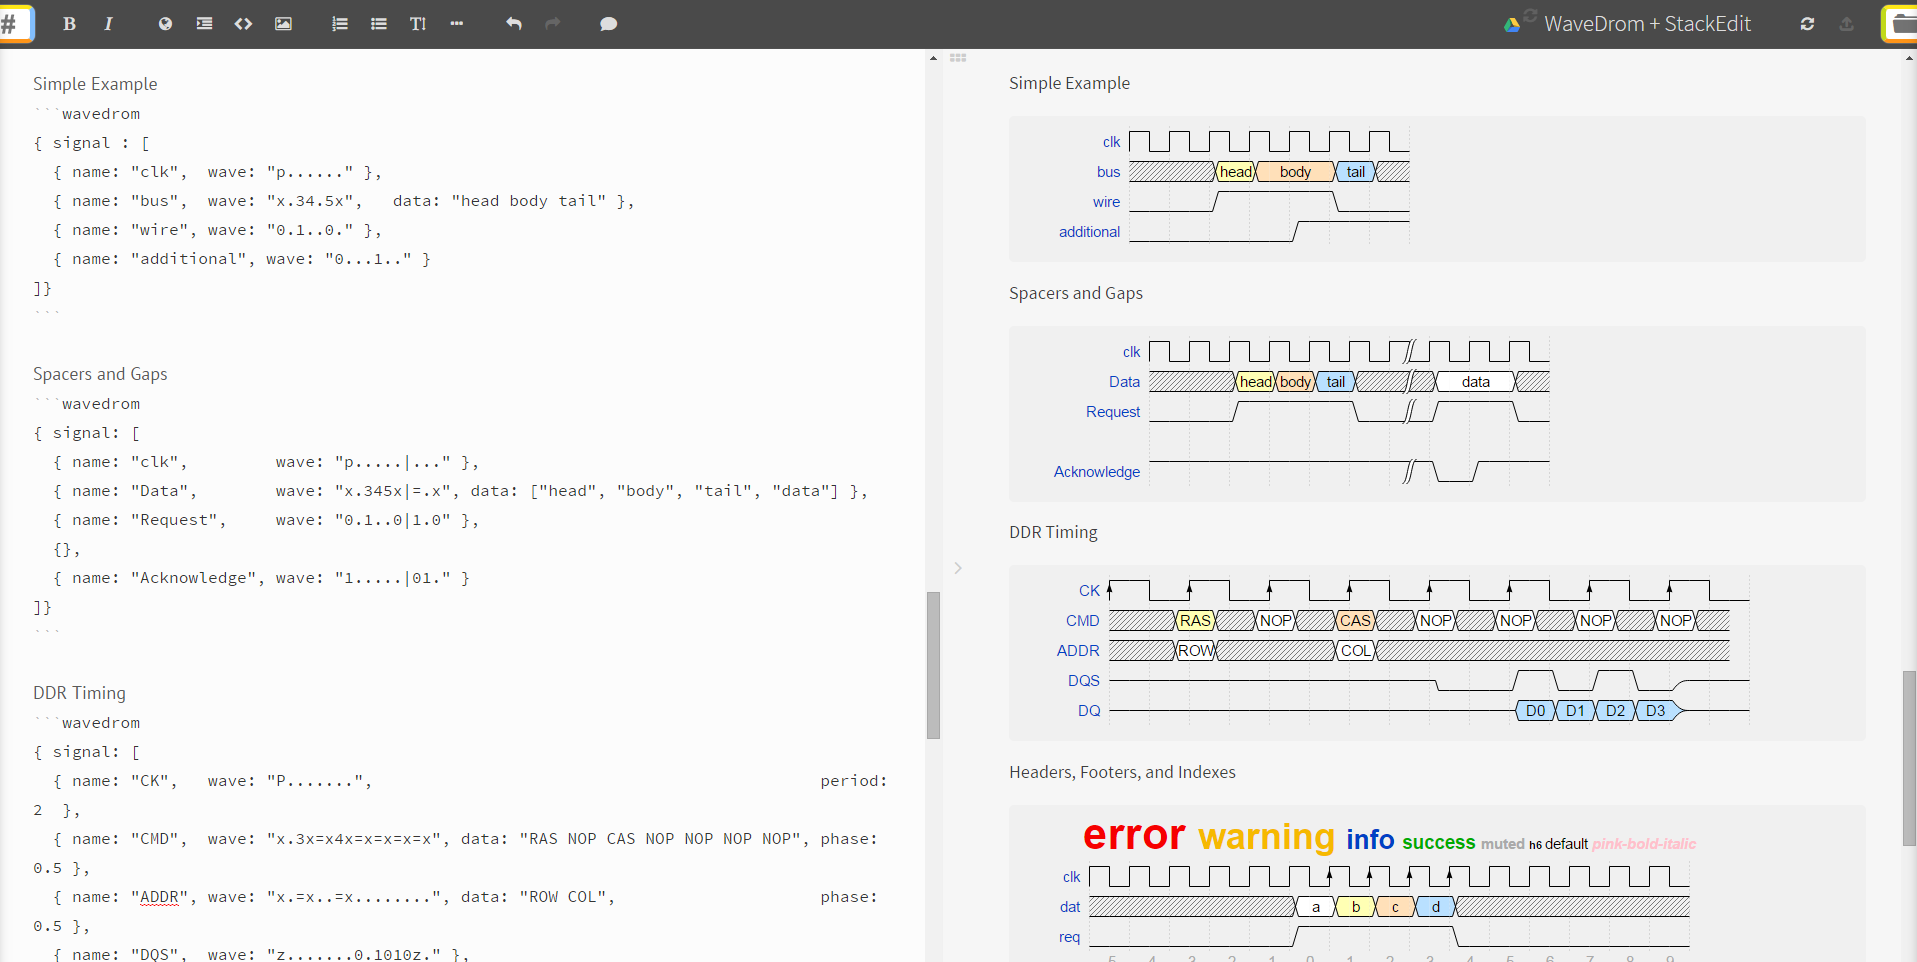 #
B I
T
WaveDrom + StackEdit
Simple Example
```wavedrom
{ signal : [
  { name: "clk",  wave: "p......" },
  { name: "bus",  wave: "x.34.5x",   data: "head body tail" },
  { name: "wire", wave: "0.1..0." },
  { name: "additional", wave: "0...1.." }
]}
```
Spacers and Gaps
```wavedrom
{ signal: [
  { name: "clk",         wave: "p.....|..." },
  { name: "Data",        wave: "x.345x|=.x", data: ["head", "body", "tail", "data"] },
  { name: "Request",     wave: "0.1..0|1.0" },
  {},
  { name: "Acknowledge", wave: "1.....|01." }
]}
```
DDR Timing
```wavedrom
{ signal: [
  { name: "CK",   wave: "P.......",                                              period:
2  },
  { name: "CMD",  wave: "x.3x=x4x=x=x=x=x", data: "RAS NOP CAS NOP NOP NOP NOP", phase:
0.5 },
  { name: "ADDR", wave: "x.=x..=x........", data: "ROW COL",                     phase:
0.5 },
  { name: "DQS",  wave: "z.......0.1010z." },
Simple Example
clk
bus head body tail
wire
additional
Spacers and Gaps
clk
Data head body tail data
Request
Acknowledge
DDR Timing
CK
CMD RAS NOP CAS NOP NOP NOP NOP
ADDR ROW COL
DQS
DQ D0 D1 D2 D3
Headers, Footers, and Indexes
error warning info success muted h6 default pink-bold-italic
clk
dat a b c d
req